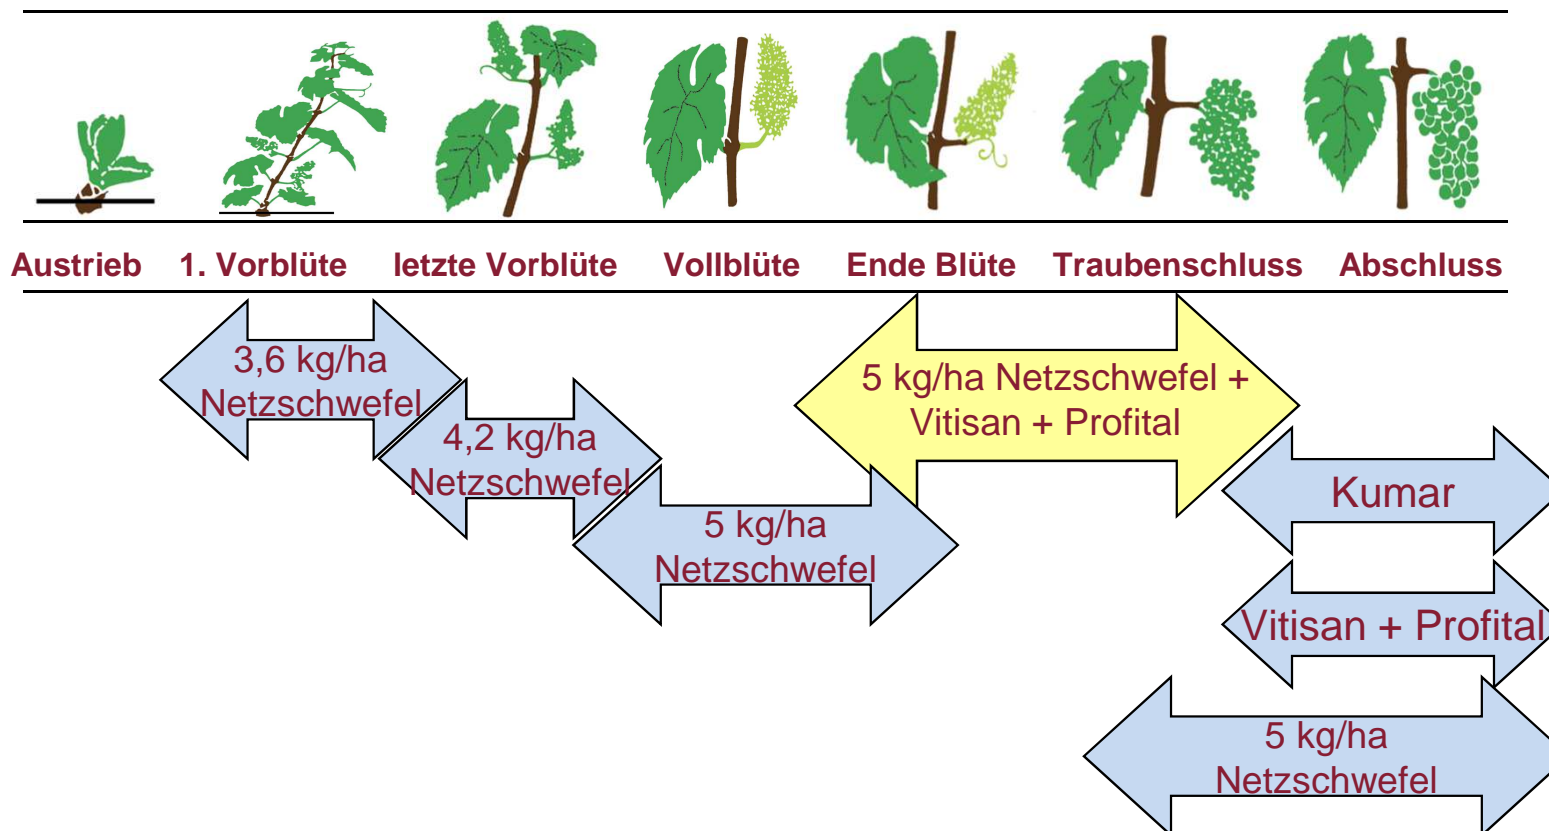 Austrieb 1. Vorblüte letzte Vorblüte Vollblüte Ende Blüte Traubenschluss Abschluss
3,6 kg/ha
Netzschwefel
4,2 kg/ha
Netzschwefel
5 kg/ha
Netzschwefel
5 kg/ha Netzschwefel +
Vitisan + Profital
Kumar
Vitisan + Profital
5 kg/ha
Netzschwefel